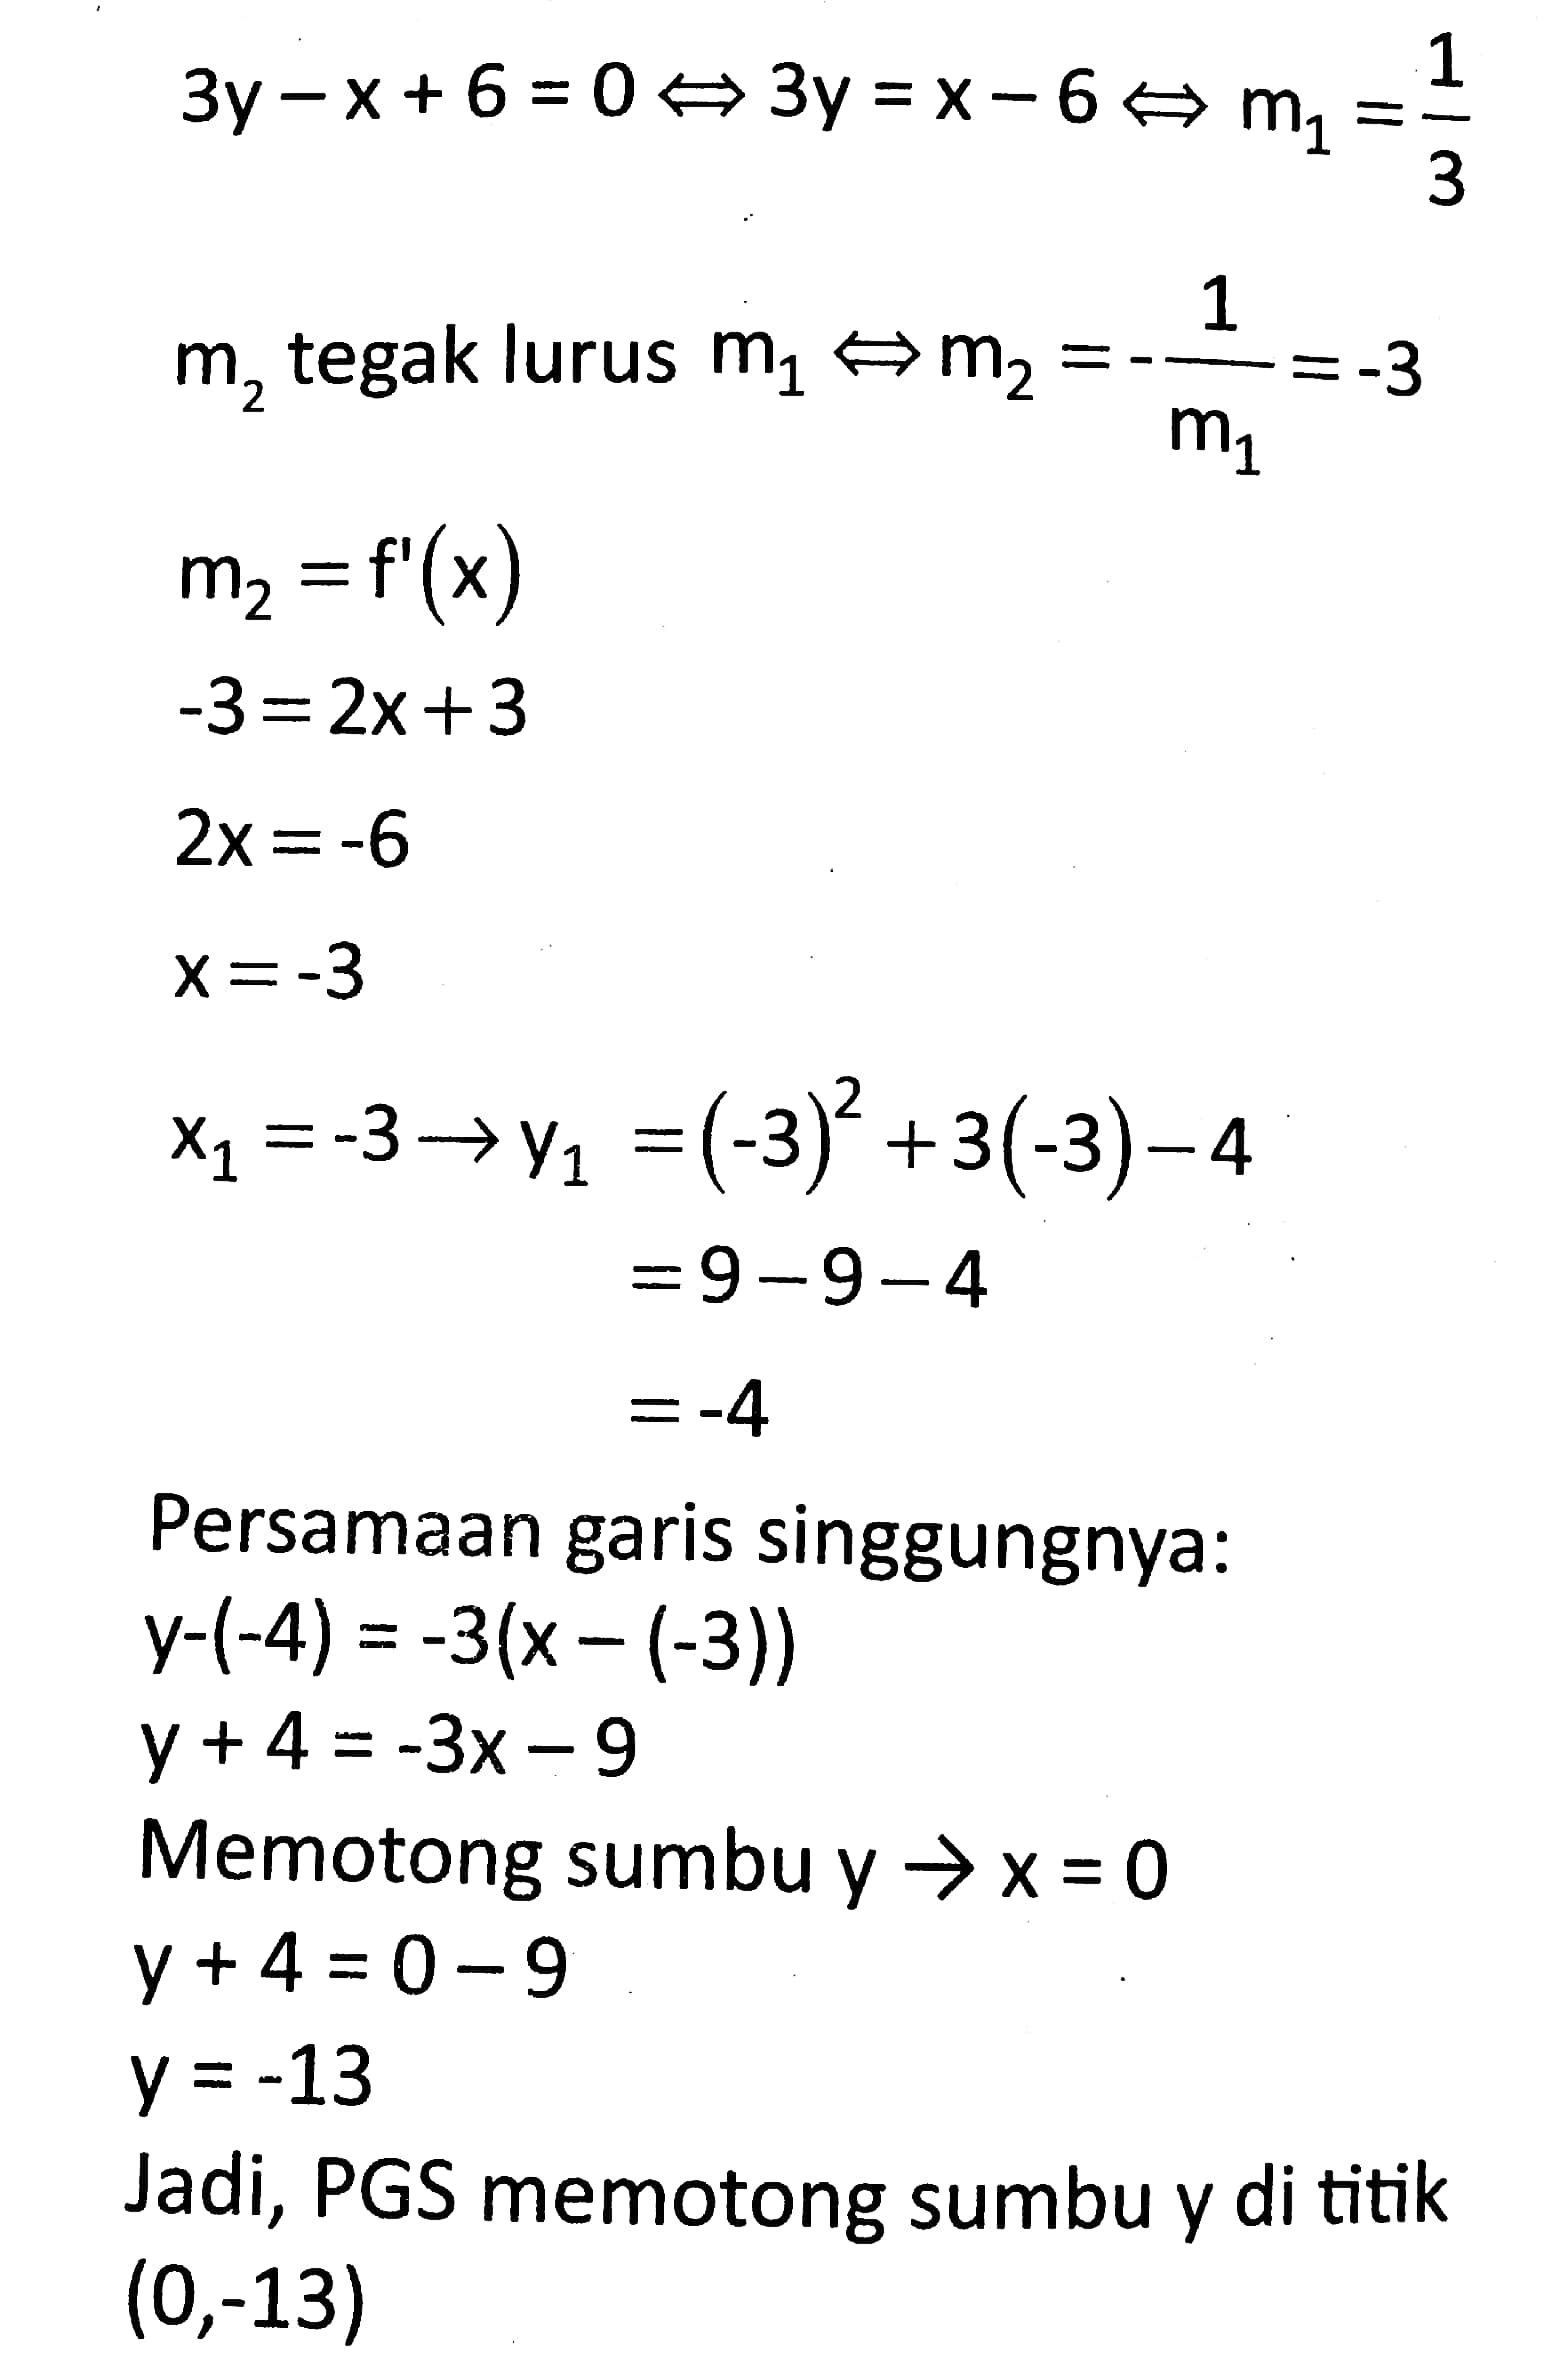 3y – x + 6 = 0 ⇔ 3y = x – 6 ⇔ m₁ = 1/3
m₂ tegak lurus m₁ ⇔ m₂ = -1/m₁ = -3
m₂ = f'(x)
-3 = 2x + 3
2x = -6
x = -3
x₁ = -3 → y₁ = (-3)² + 3(-3) – 4
= 9 – 9 – 4
= -4
Persamaan garis singgungnya:
y-(-4) = -3(x – (-3))
y + 4 = -3x – 9
Memotong sumbu y → x = 0
y + 4 = 0 – 9
y = -13
Jadi, PGS memotong sumbu y di titik
(0,-13)